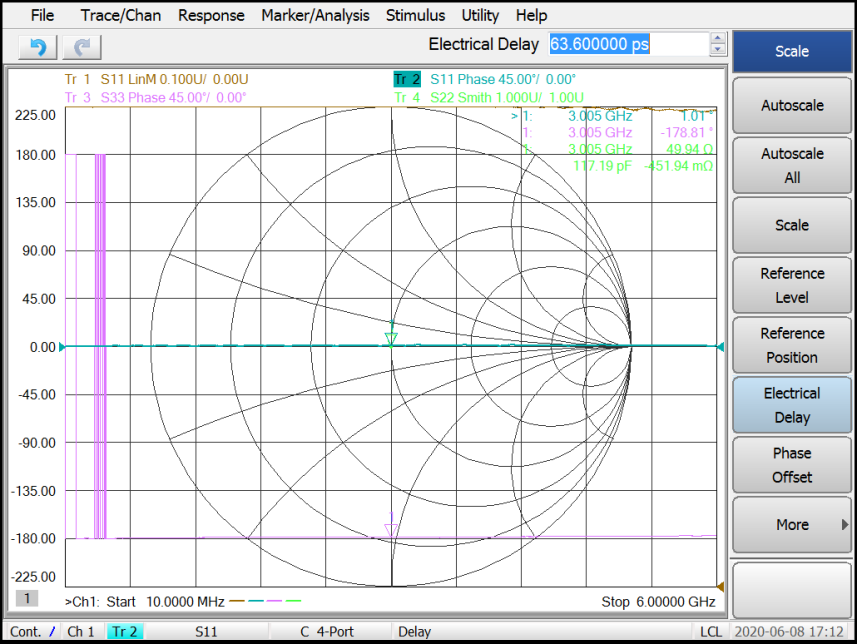 File Trace/Chan Response Marker/Analysis Stimulus Utility Help
Electrical Delay 63.600000 ps
Scale
Tr 1 S11 LinM 0.100U/ 0.00U
Tr 2 S11 Phase 45.00°/ 0.00°
Tr 3 S33 Phase 45.00°/ 0.00°
Tr 4 S22 Smith 1.000U/ 1.00U
> 1: 3.005 GHz 1.01 °
1: 3.005 GHz -178.81 °
1: 3.005 GHz 49.94 Ω
117.19 pF -451.94 mΩ
225.00
180.00
135.00
90.00
45.00
0.00
-45.00
-90.00
-135.00
-180.00
-225.00
1
>Ch1: Start 10.0000 MHz
Stop 6.00000 GHz
Autoscale
Autoscale
All
Scale
Reference
Level
Reference
Position
Electrical
Delay
Phase
Offset
More
Cont. / Ch 1 Tr 2 S11 C 4-Port Delay LCL 2020-06-08 17:12